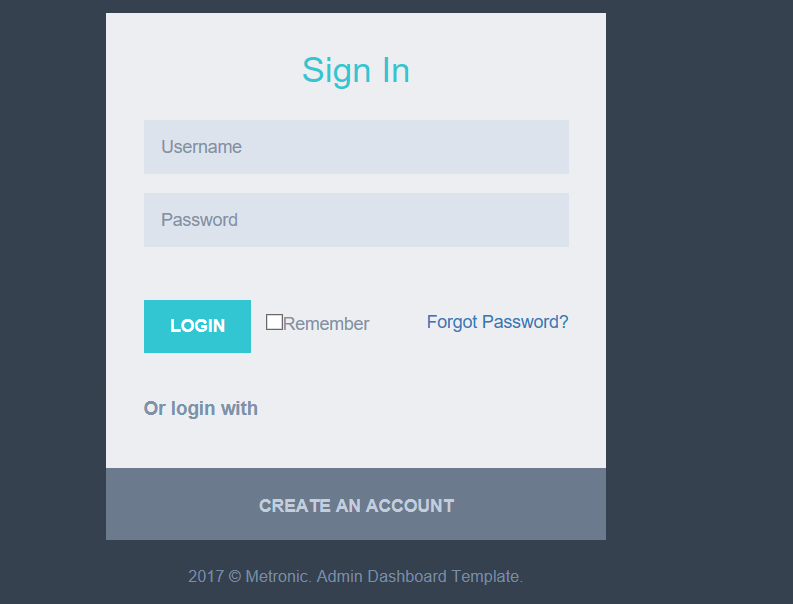 Sign In
Username
Password
LOGIN Remember Forgot Password?
Or login with
CREATE AN ACCOUNT
2017 © Metronic. Admin Dashboard Template.